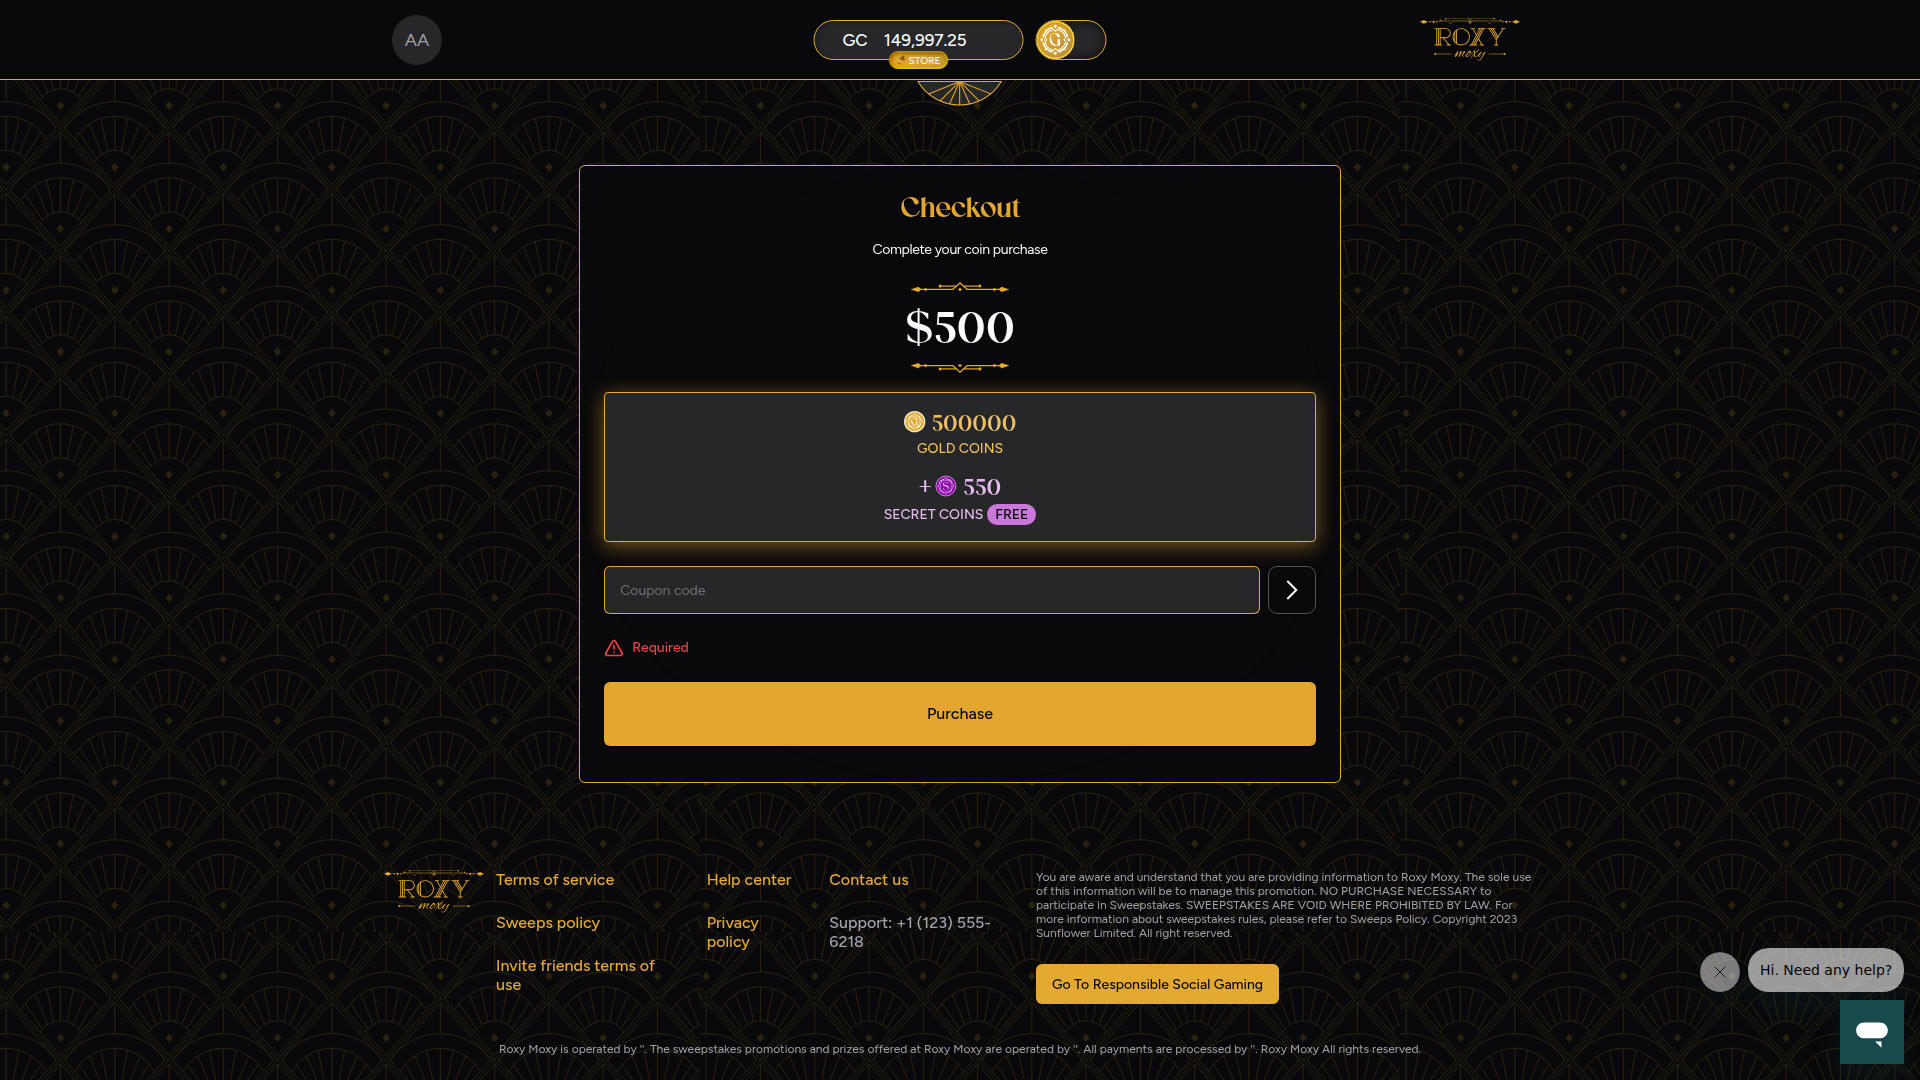 AA
GC 149,997.25
STORE
ROXY
moxy
Checkout
Complete your coin purchase
$500
500000
GOLD COINS
+ S 550
SECRET COINS FREE
Coupon code
Required
Purchase
ROXY
moxy
Terms of service
Sweeps policy
Invite friends terms of
use
Help center
Privacy
policy
Contact us
Support: +1 (123) 555-
6218
You are aware and understand that you are providing information to Roxy Moxy. The sole use
of this information will be to manage this promotion. NO PURCHASE NECESSARY to
participate in Sweepstakes. SWEEPSTAKES ARE VOID WHERE PROHIBITED BY LAW. For
more information about sweepstakes rules, please refer to Sweeps Policy. Copyright 2023
Sunflower Limited. All right reserved.
Go To Responsible Social Gaming
Hi. Need any help?
Roxy Moxy is operated by ''. The sweepstakes promotions and prizes offered at Roxy Moxy are operated by ''. All payments are processed by ''. Roxy Moxy All rights reserved.